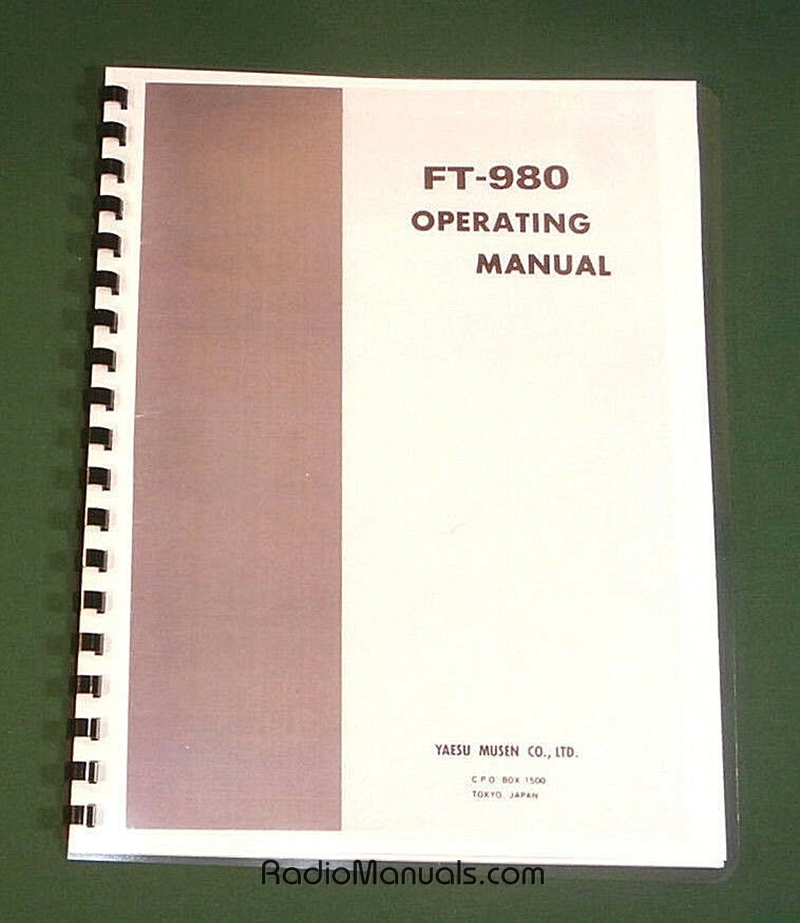 FT-980
OPERATING
MANUAL
YAESU MUSEN CO., LTD.
C.P.O. BOX 1500
TOKYO, JAPAN
RadioManuals.com